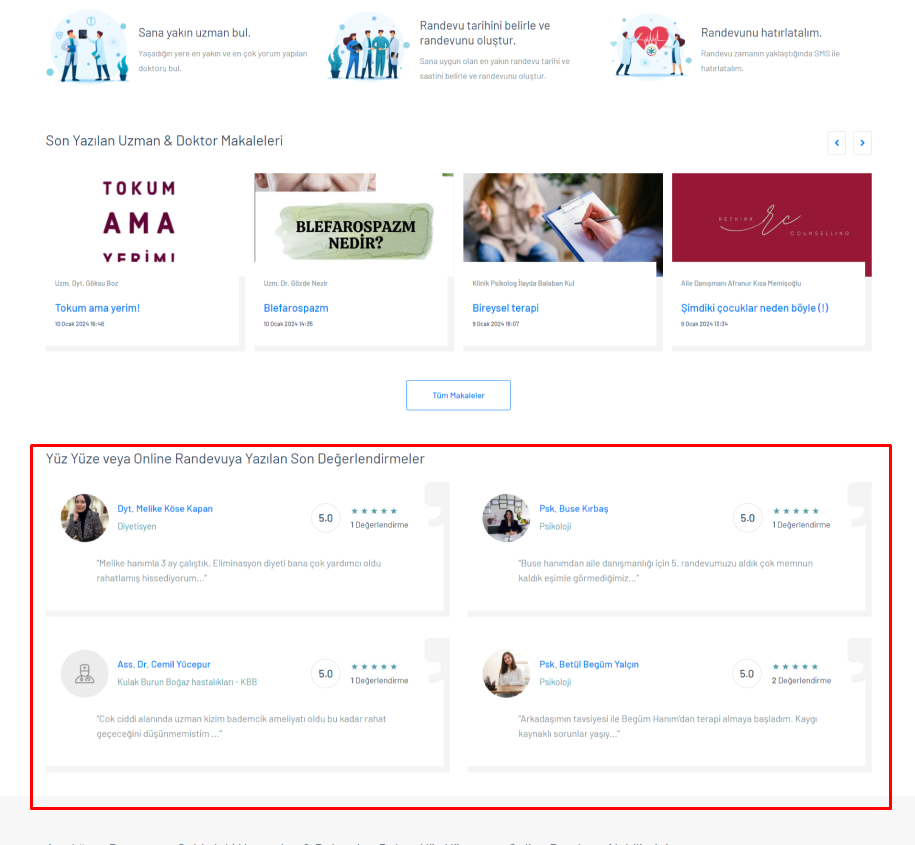 Sana yakın uzman bul.
Yaşadığın yere en yakın ve en çok yorum yapılan
doktoru bul.
Randevu tarihini belirle ve
randevunu oluştur.
Sana uygun olan en yakın randevu tarihi ve
saatini belirle ve randevunu oluştur.
Randevunu hatırlatalım.
Randevu zamanın yaklaştığında SMS ile
hatırlatalım.
Son Yazılan Uzman & Doktor Makaleleri
TOKUM
AMA
YERİM!
Uzm. Dyt. Göksu Boz
Tokum ama yerim!
10 Ocak 2024 16:46
BLEFAROSPAZM
NEDİR?
Uzm. Dr. Gözde Nezir
Blefarospazm
10 Ocak 2024 14:35
Klinik Psikolog İlayda Balaban Kul
Bireysel terapi
9 Ocak 2024 18:07
RETHINK rc COUNSELLING
Aile Danışmanı Afranur Kısa Memişoğlu
Şimdiki çocuklar neden böyle (!)
9 Ocak 2024 13:34
Tüm Makaleler
Yüz Yüze veya Online Randevuya Yazılan Son Değerlendirmeler
Dyt. Melike Köse Kapan
Diyetisyen
5.0
1 Değerlendirme
"Melike hanımla 3 ay çalıştık. Eliminasyon diyeti bana çok yardımcı oldu
rahatlamış hissediyorum..."
Psk. Buse Kırbaş
Psikoloji
5.0
1 Değerlendirme
"Buse hanımdan aile danışmanlığı için 5. randevumuzu aldık çok memnun
kaldık eşimle görmediğimiz..."
Ass. Dr. Cemil Yücepur
Kulak Burun Boğaz hastalıkları - KBB
5.0
1 Değerlendirme
"Cok ciddi alanında uzman kizim bademcik ameliyatı oldu bu kadar rahat
geçeceğini düşünmemistim ..."
Psk. Betül Begüm Yalçın
Psikoloji
5.0
2 Değerlendirme
"Arkadaşımın tavsiyesi ile Begüm Hanım'dan terapi almaya başladım. Kaygı
kaynaklı sorunlar yaşıy..."